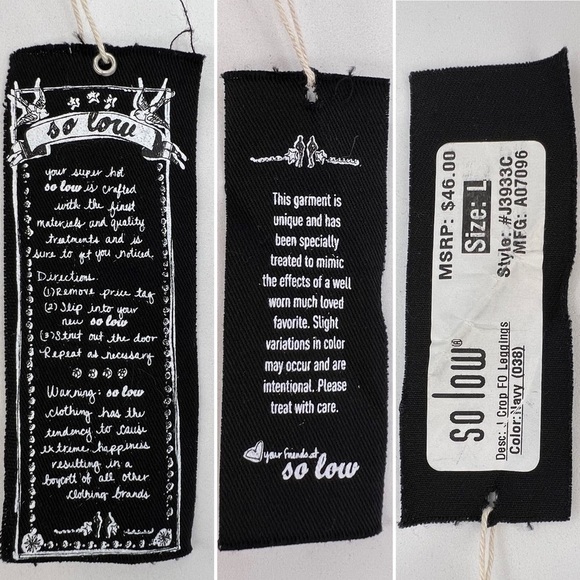 so low
your super hot
so low is crafted
with the finest
materials and quality
treatments and is
sure to get you noticed.
Directions:
(1) Remove price tag
(2) Slip into your
new so low
(3) Strut out the door
Repeat as necessary
Warning: so low
clothing has the
tendency to cause
extreme happiness
resulting in a
boycott of all other
clothing brands
This garment is
unique and has
been specially
treated to mimic
the effects of a well
worn much loved
favorite. Slight
variations in color
may occur and are
intentional. Please
treat with care.
your friends at
so low
MSRP: $46.00
Size: L
Style: #J3933C
MFG: A07096
so low®
Desc: J Crop FO Leggings
Color: Navy (038)